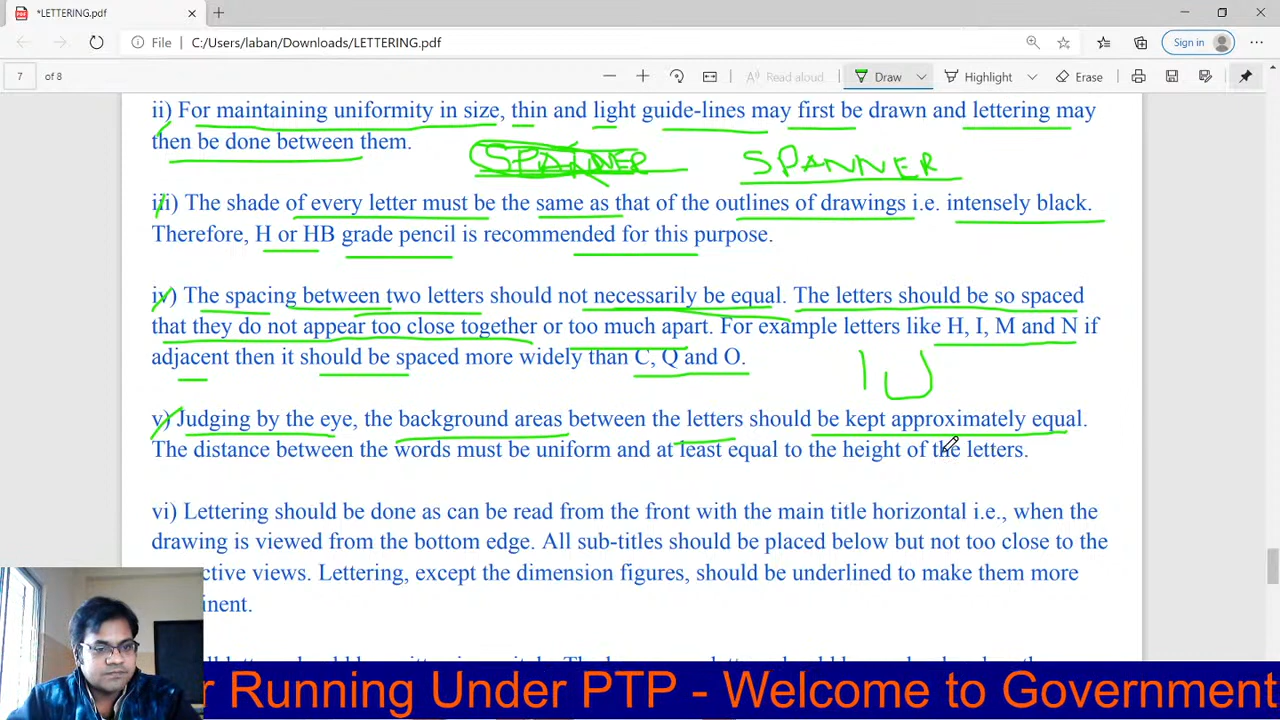 *LETTERING.pdf
File C:/Users/laban/Downloads/LETTERING.pdf Sign in
7 of 8 Read aloud Draw Highlight Erase
ii) For maintaining uniformity in size, thin and light guide-lines may first be drawn and lettering may
then be done between them.
SPANNER SPANNER
iii) The shade of every letter must be the same as that of the outlines of drawings i.e. intensely black.
Therefore, H or HB grade pencil is recommended for this purpose.
iv) The spacing between two letters should not necessarily be equal. The letters should be so spaced
that they do not appear too close together or too much apart. For example letters like H, I, M and N if
adjacent then it should be spaced more widely than C, Q and O.
v) Judging by the eye, the background areas between the letters should be kept approximately equal.
The distance between the words must be uniform and at least equal to the height of the letters.
vi) Lettering should be done as can be read from the front with the main title horizontal i.e., when the
drawing is viewed from the bottom edge. All sub-titles should be placed below but not too close to the
ctive views. Lettering, except the dimension figures, should be underlined to make them more
inent.
r Running Under PTP - Welcome to Government